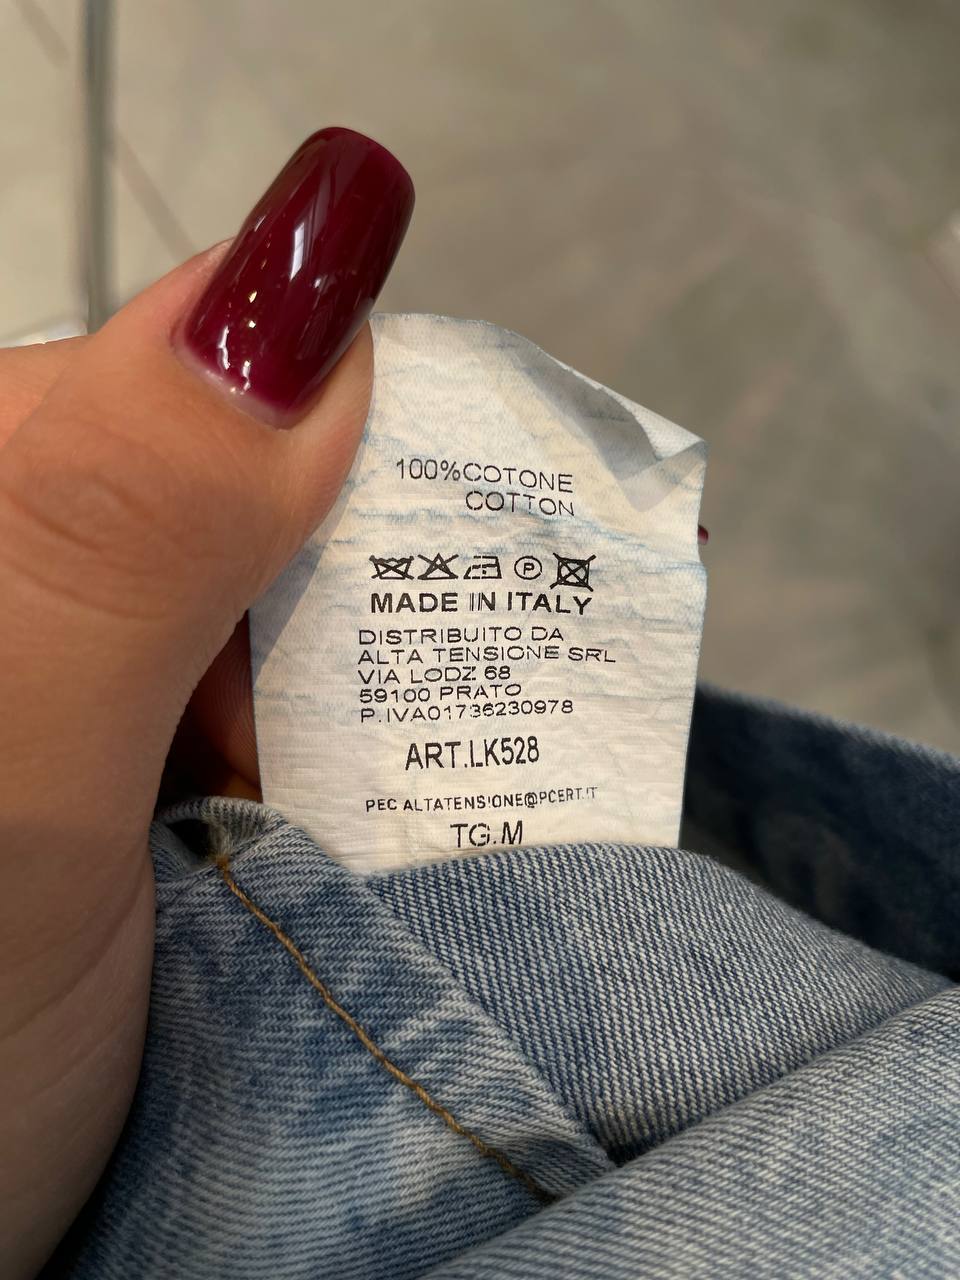 100%COTONE
COTTON
P
MADE IN ITALY
DISTRIBUITO DA
ALTA TENSIONE SRL
VIA LODZ 68
59100 PRATO
P.IVA01736230978
ART.LK528
PEC ALTATENSIONE@PCERT.IT
TG.M